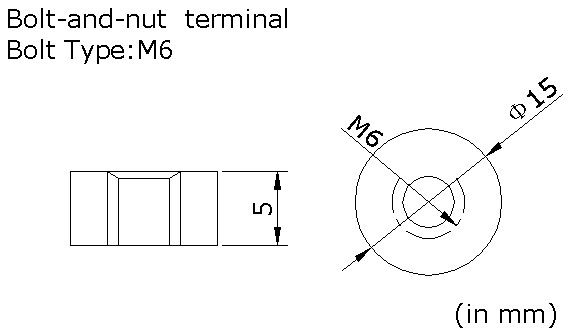 Bolt-and-nut terminal
Bolt Type:M6
M6
Φ15
5
(in mm)